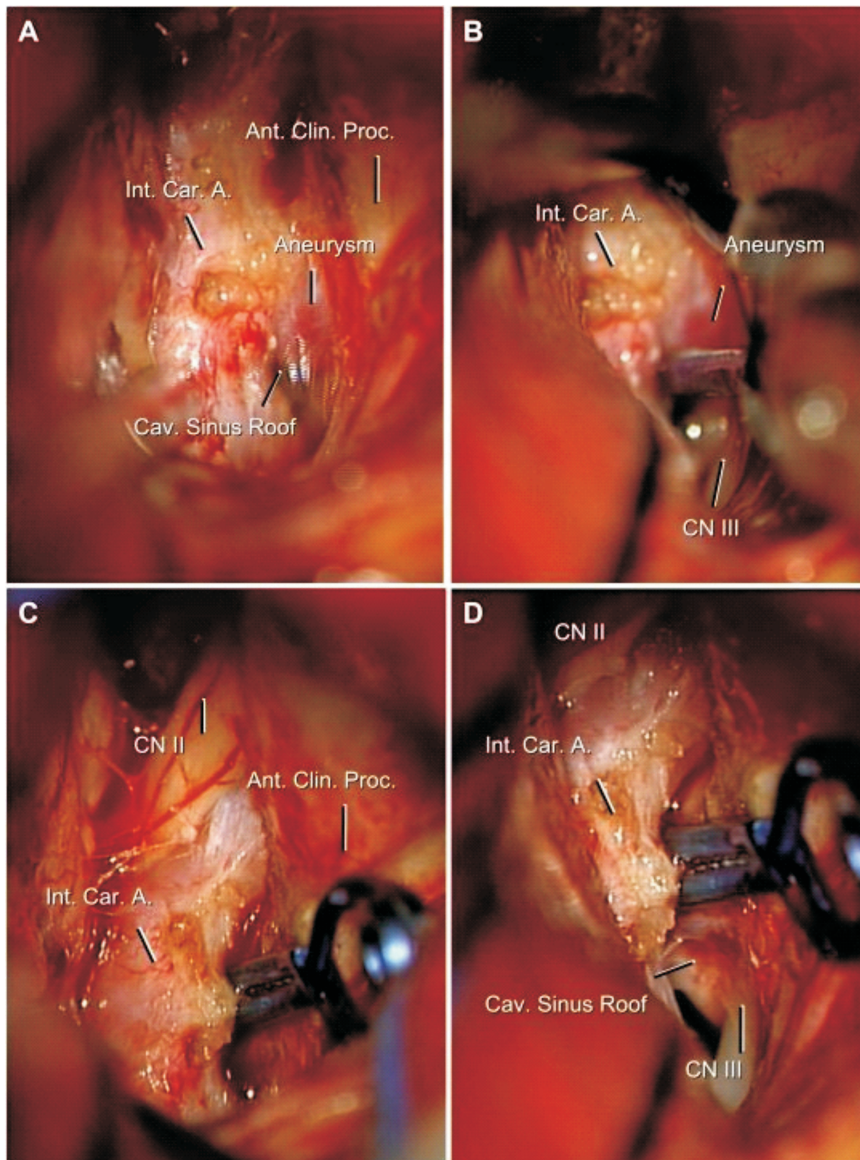 A
Ant. Clin. Proc.
Int. Car. A.
Aneurysm
Cav. Sinus Roof
B
Int. Car. A.
Aneurysm
CN III
C
CN II
Ant. Clin. Proc.
Int. Car. A.
D
CN II
Int. Car. A.
Cav. Sinus Roof
CN III